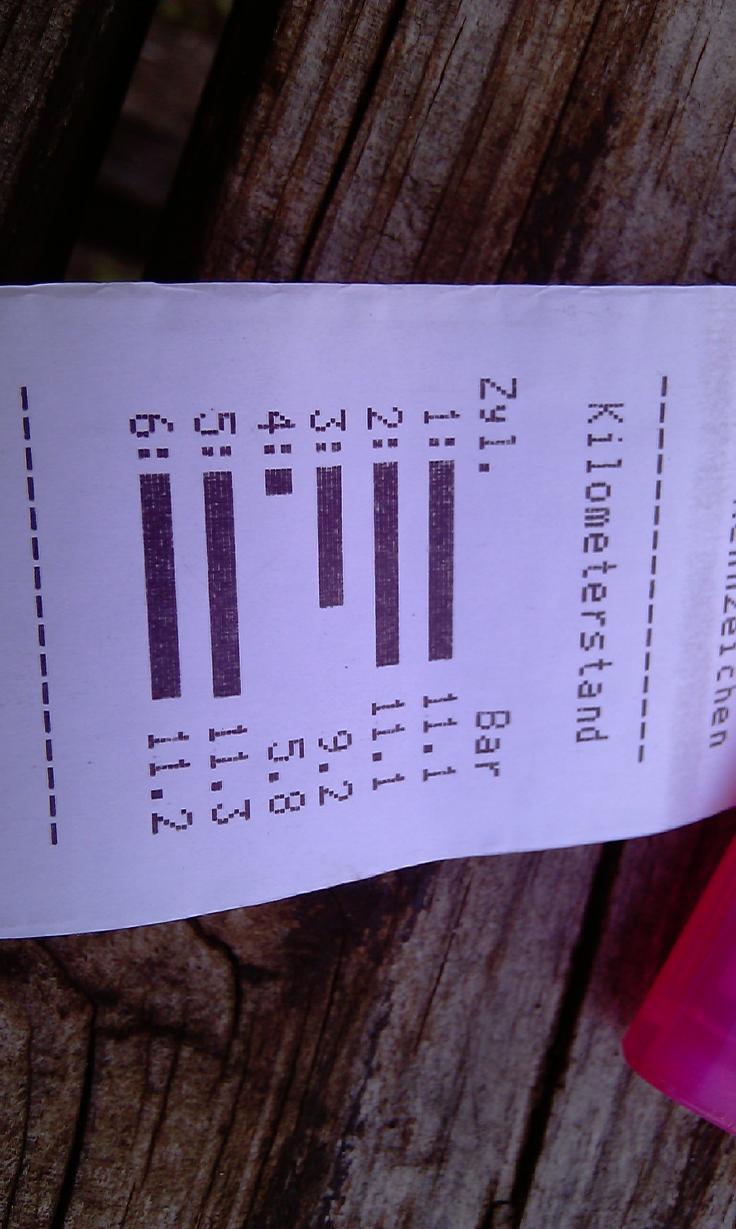 Kennzeichen
Kilometerstand
Zyl. Bar
1: 11.1
2: 11.1
3: 9.2
4: 5.8
5: 11.3
6: 11.2